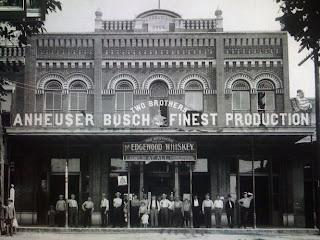 TWO BROTHERS
ANHEUSER BUSCH FINEST PRODUCTION
EDGEWOOD WHISKEY